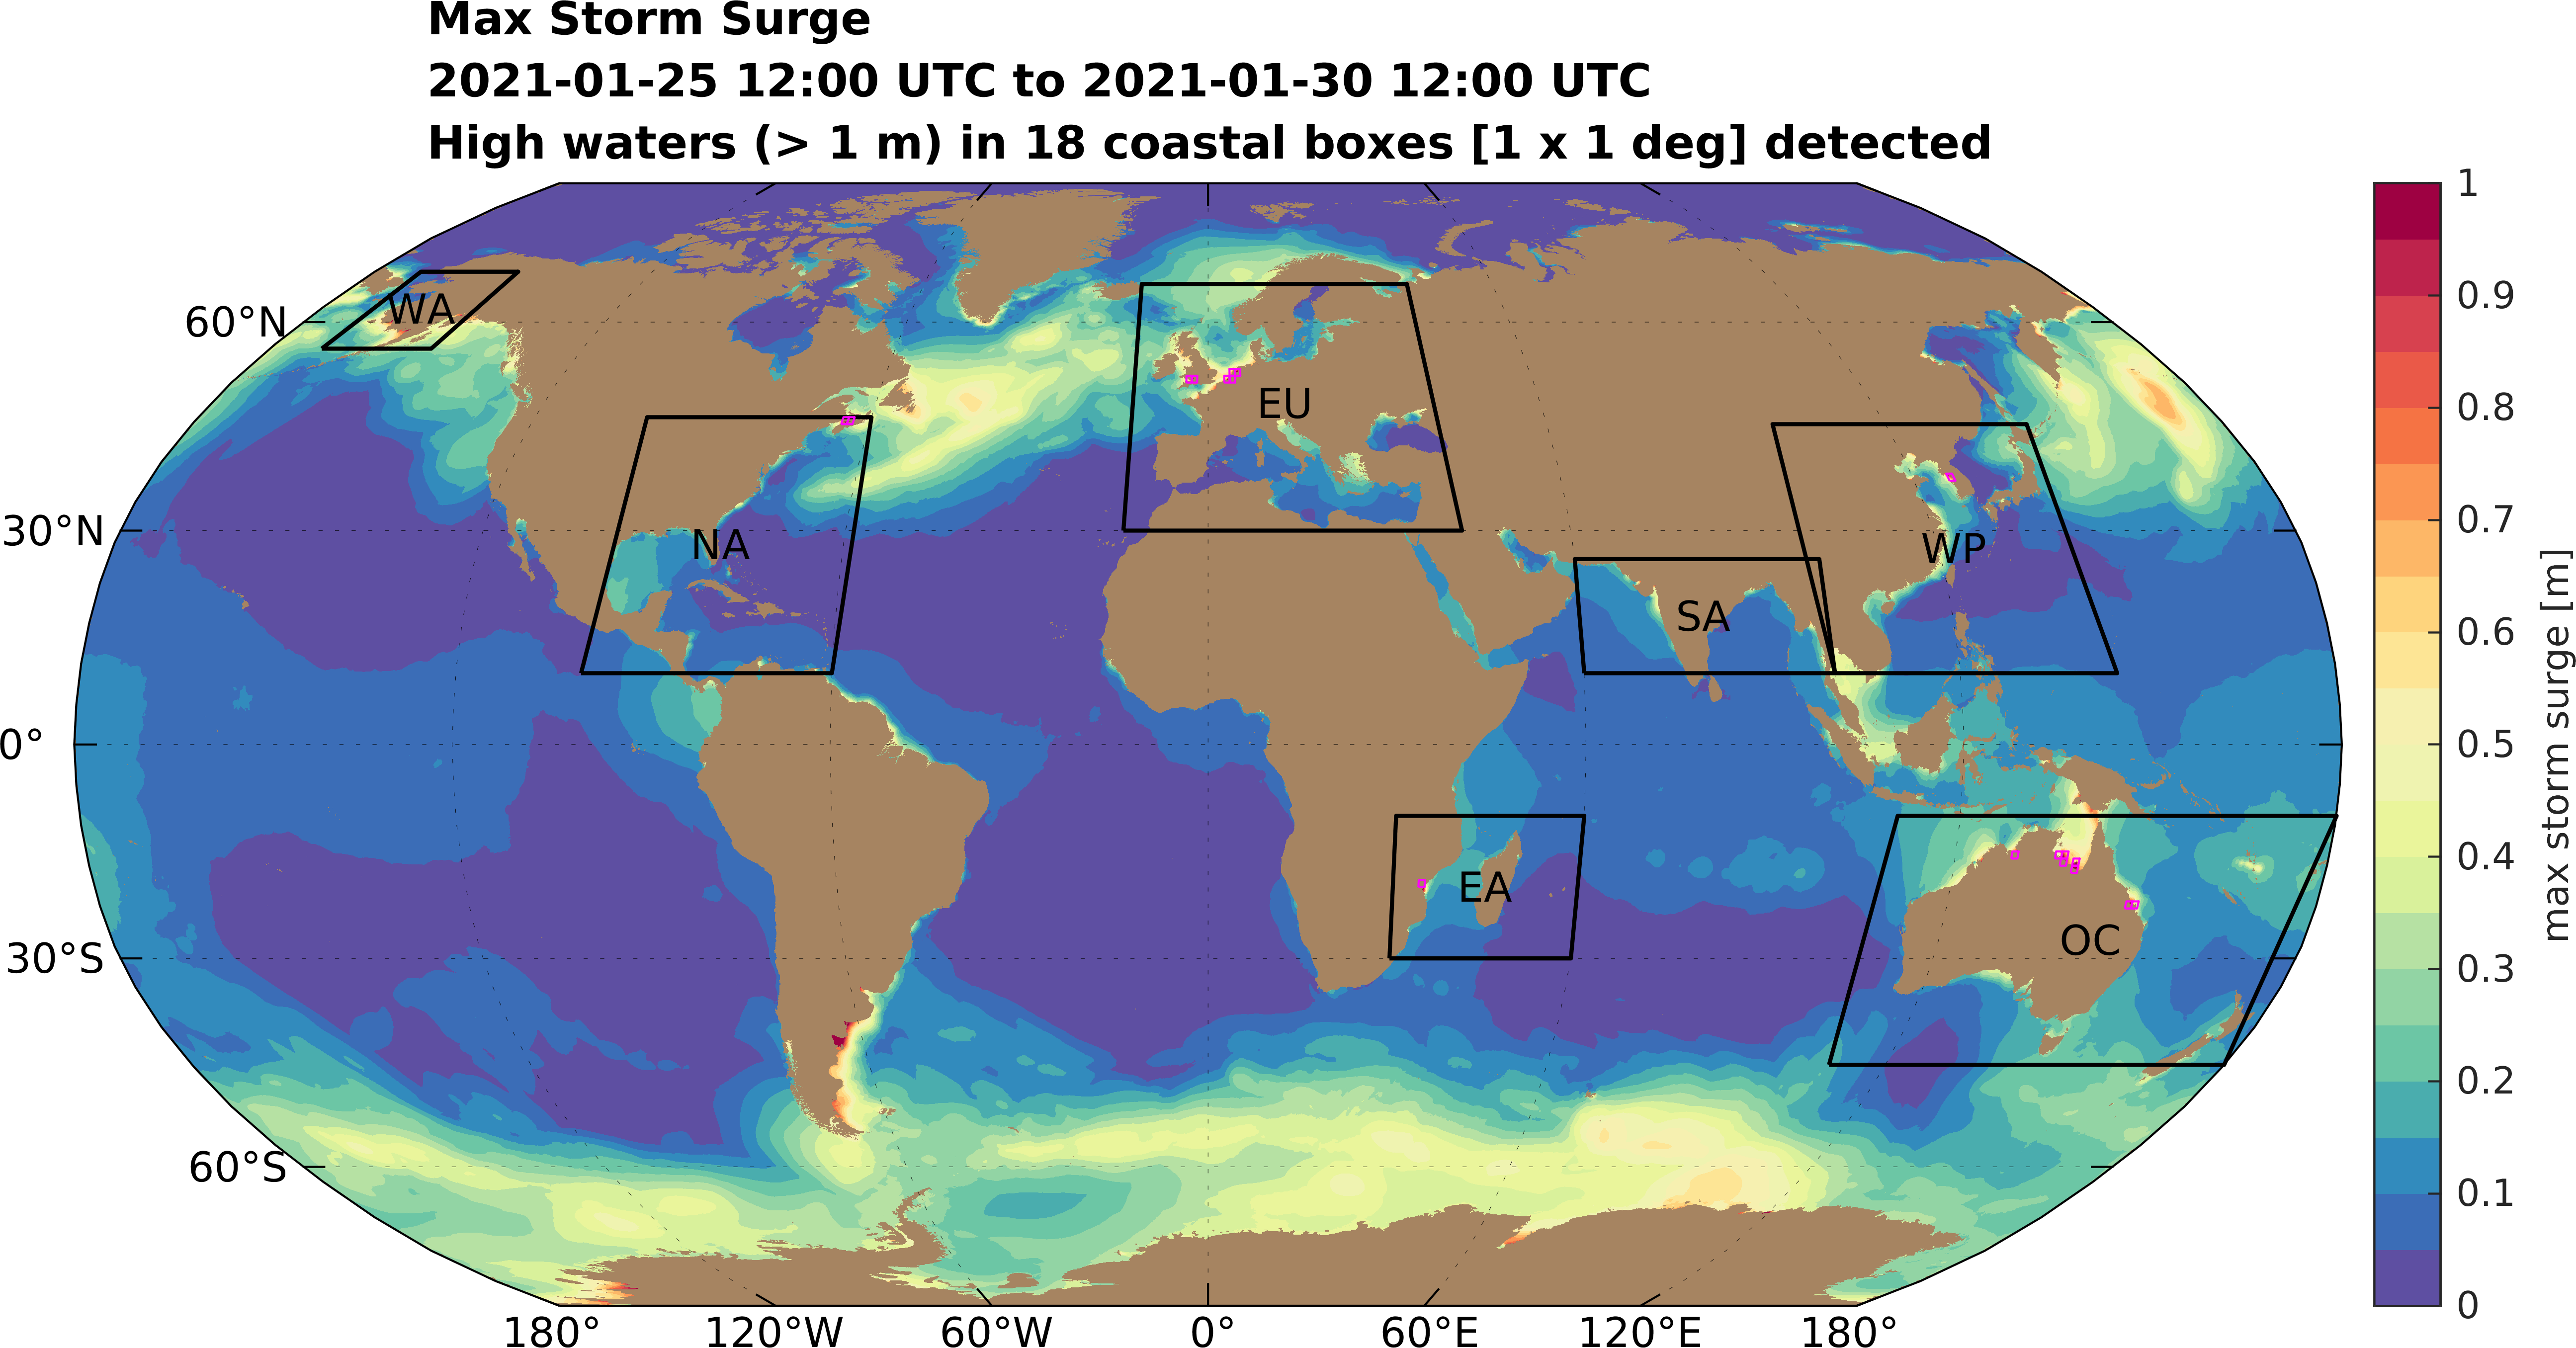 Max Storm Surge
2021-01-25 12:00 UTC to 2021-01-30 12:00 UTC
High waters (> 1 m) in 18 coastal boxes [1 x 1 deg] detected
60°N
30°N
0°
30°S
60°S
WA
NA
EU
SA
WP
EA
OC
180°
120°W
60°W
0°
60°E
120°E
180°
1
0.9
0.8
0.7
0.6
0.5
0.4
0.3
0.2
0.1
0
max storm surge [m]